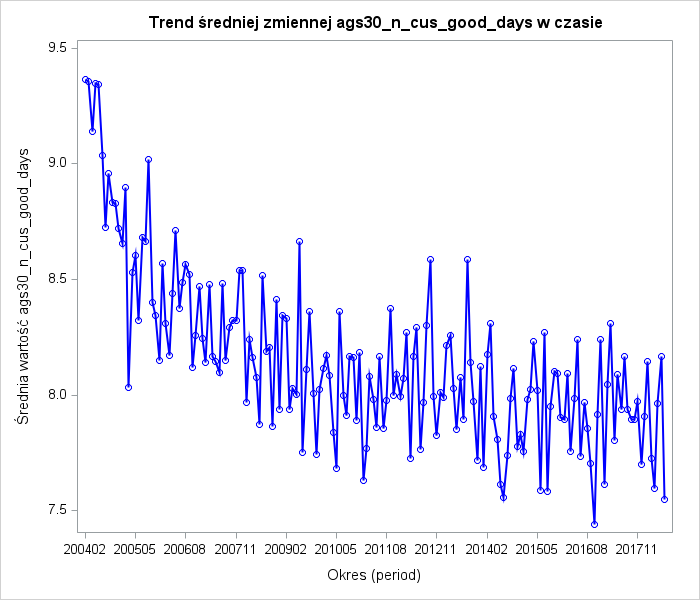 Trend średniej zmiennej ags30_n_cus_good_days w czasie
9.5
9.0
8.5
8.0
7.5
Średnia wartość ags30_n_cus_good_days
200402 200505 200608 200711 200902 201005 201108 201211 201402 201505 201608 201711
Okres (period)